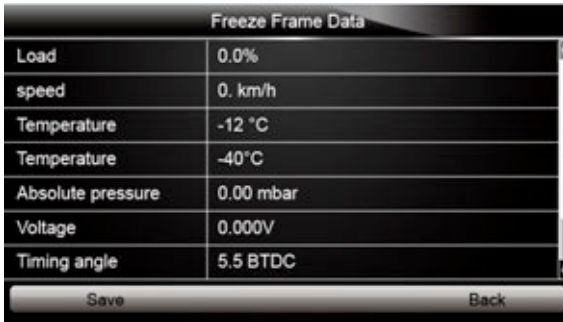 Freeze Frame Data
Load 0.0%
speed 0. km/h
Temperature -12 °C
Temperature -40°C
Absolute pressure 0.00 mbar
Voltage 0.000V
Timing angle 5.5 BTDC
Save Back